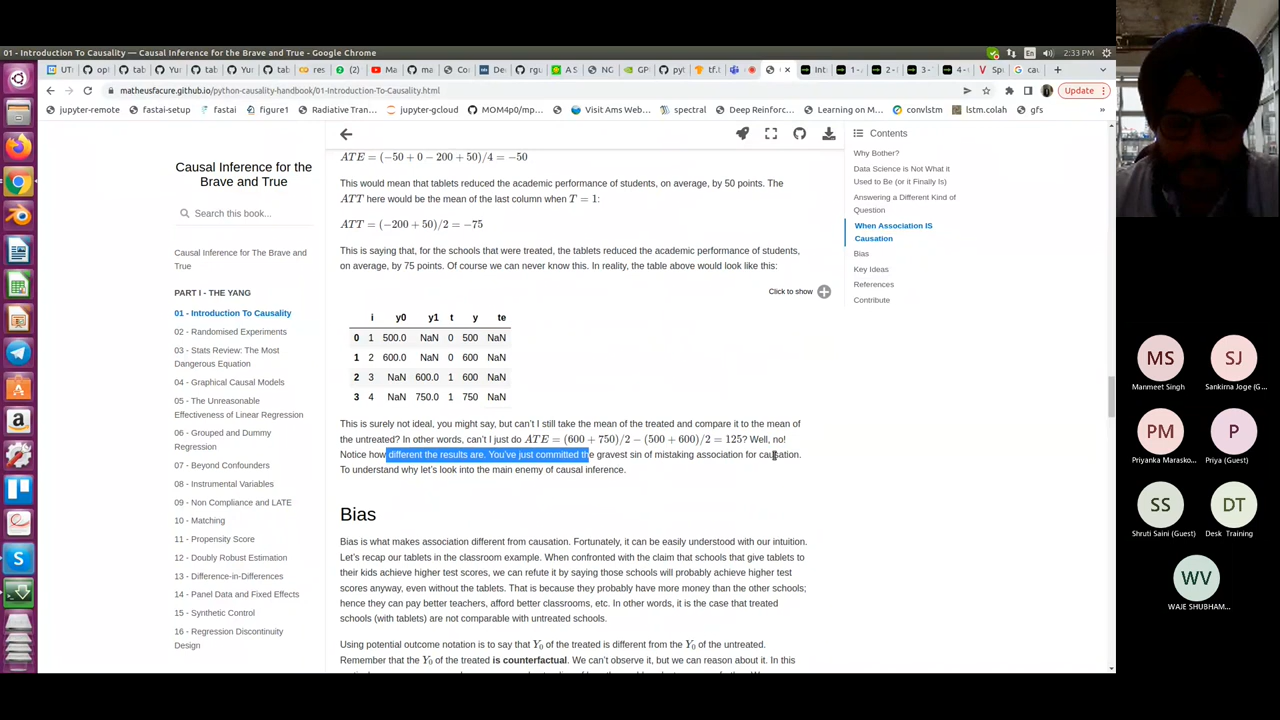 01 - Introduction To Causality — Causal Inference for the Brave and True - Google Chrome
En 2:33 PM
matheusfacure.github.io/python-causality-handbook/01-Introduction-To-Causality.html
Update
jupyter-remote fastai-setup figure1 Radiative Tran... jupyter-gcloud MOM4p0/mp... Visit Ams Web... spectral Deep Reinforc... Learning on M... convlstm lstm.colah gfs
Causal Inference for the
Brave and True
Search this book...
Causal Inference for The Brave and
True
PART I - THE YANG
01 - Introduction To Causality
02 - Randomised Experiments
03 - Stats Review: The Most
Dangerous Equation
04 - Graphical Causal Models
05 - The Unreasonable
Effectiveness of Linear Regression
06 - Grouped and Dummy
Regression
07 - Beyond Confounders
08 - Instrumental Variables
09 - Non Compliance and LATE
10 - Matching
11 - Propensity Score
12 - Doubly Robust Estimation
13 - Difference-in-Differences
14 - Panel Data and Fixed Effects
15 - Synthetic Control
16 - Regression Discontinuity
Design
ATE = (−50 + 0 − 200 + 50)/4 = −50
This would mean that tablets reduced the academic performance of students, on average, by 50 points. The
ATT here would be the mean of the last column when T = 1:
ATT = (−200 + 50)/2 = −75
This is saying that, for the schools that were treated, the tablets reduced the academic performance of students,
on average, by 75 points. Of course we can never know this. In reality, the table above would look like this:
Click to show
i y0 y1 t y te
0 1 500.0 NaN 0 500 NaN
1 2 600.0 NaN 0 600 NaN
2 3 NaN 600.0 1 600 NaN
3 4 NaN 750.0 1 750 NaN
This is surely not ideal, you might say, but can't I still take the mean of the treated and compare it to the mean of
the untreated? In other words, can't I just do ATE = (600 + 750)/2 − (500 + 600)/2 = 125? Well, no!
Notice how different the results are. You've just committed the gravest sin of mistaking association for causation.
To understand why let's look into the main enemy of causal inference.
Bias
Bias is what makes association different from causation. Fortunately, it can be easily understood with our intuition.
Let's recap our tablets in the classroom example. When confronted with the claim that schools that give tablets to
their kids achieve higher test scores, we can refute it by saying those schools will probably achieve higher test
scores anyway, even without the tablets. That is because they probably have more money than the other schools;
hence they can pay better teachers, afford better classrooms, etc. In other words, it is the case that treated
schools (with tablets) are not comparable with untreated schools.
Using potential outcome notation is to say that Y0 of the treated is different from the Y0 of the untreated.
Remember that the Y0 of the treated is counterfactual. We can't observe it, but we can reason about it. In this
Contents
Why Bother?
Data Science is Not What it
Used to Be (or it Finally Is)
Answering a Different Kind of
Question
When Association IS
Causation
Bias
Key Ideas
References
Contribute
MS SJ
Manmeet Singh Sankirna Joge (G...
PM P
Priyanka Marasko... Priya (Guest)
SS DT
Shruti Saini (Guest) Desk Training
WV
WAJE SHUBHAM...